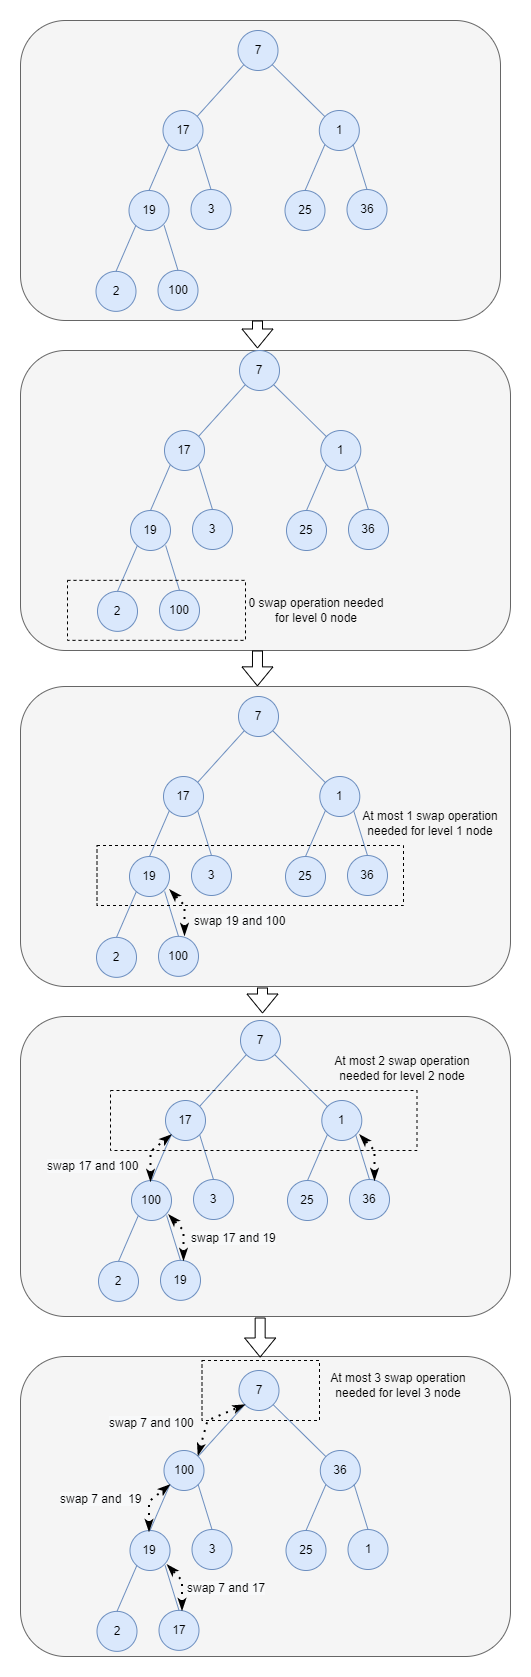 7
17 1
19 3 25 36
2 100
7
17 1
19 3 25 36
2 100
0 swap operation needed
for level 0 node
7
17 1
At most 1 swap operation
needed for level 1 node
19 3 25 36
swap 19 and 100
2 100
7
At most 2 swap operation
needed for level 2 node
17 1
swap 17 and 100
100 3 25 36
swap 17 and 19
2 19
7
At most 3 swap operation
needed for level 3 node
swap 7 and 100
100 36
swap 7 and  19
19 3 25 1
swap 7 and 17
2 17